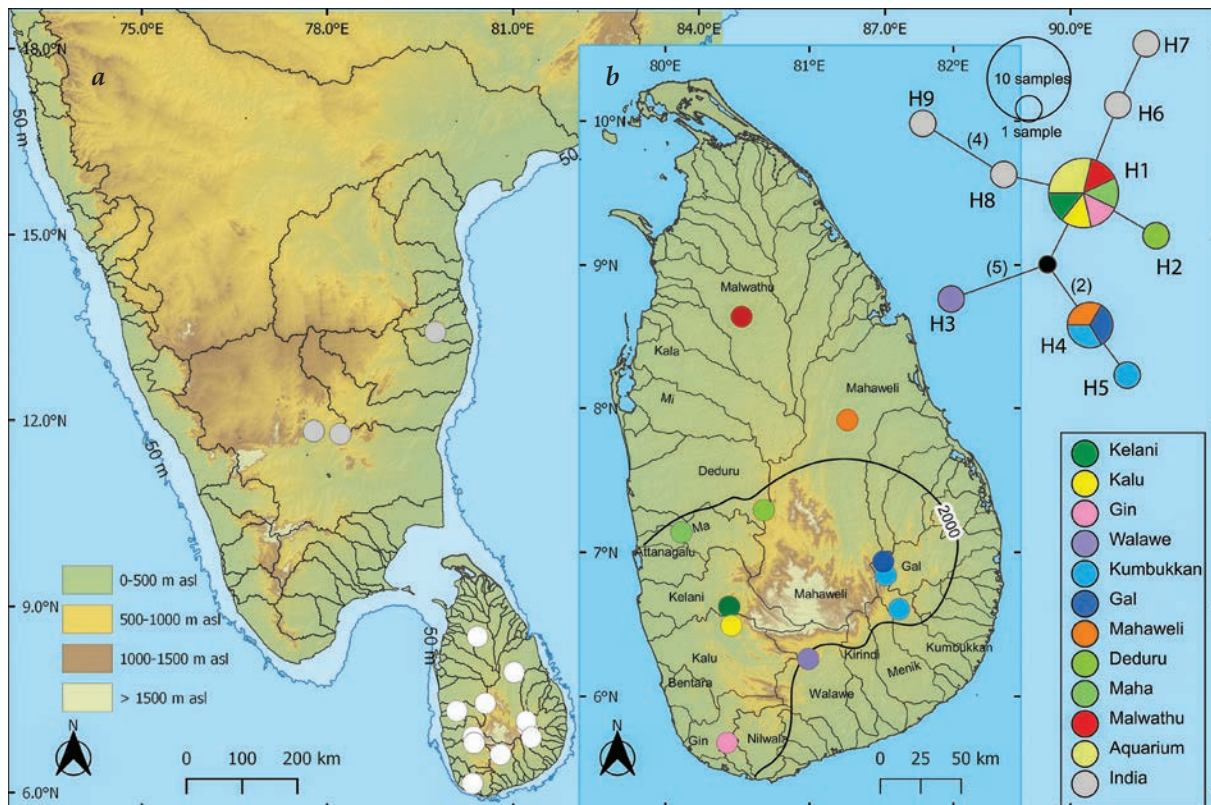 75.0°E 78.0°E 81.0°E 84.0°E 87.0°E 90.0°E
18.0°N
15.0°N
12.0°N
9.0°N
6.0°N
a
50 m
50 m
50 m
50
0-500 m asl
500-1000 m asl
1000-1500 m asl
> 1500 m asl
N
0 100 200 km
b
80°E 81°E 82°E
10°N
9°N
8°N
7°N
6°N
Malwathu
Kala
Mi
Mahaweli
Deduru
Ma
Attanagalu
Gal
Kelani
Mahaweli
Kalu
Kirindi
Kumbukkan
Menik
Bentara
Walawe
Gin
Nilwala
2000
N
0 25 50 km
10 samples
1 sample
H7
H6
H9
(4)
H8
H1
H2
(5)
(2)
H3
H4
H5
Kelani
Kalu
Gin
Walawe
Kumbukkan
Gal
Mahaweli
Deduru
Maha
Malwathu
Aquarium
India